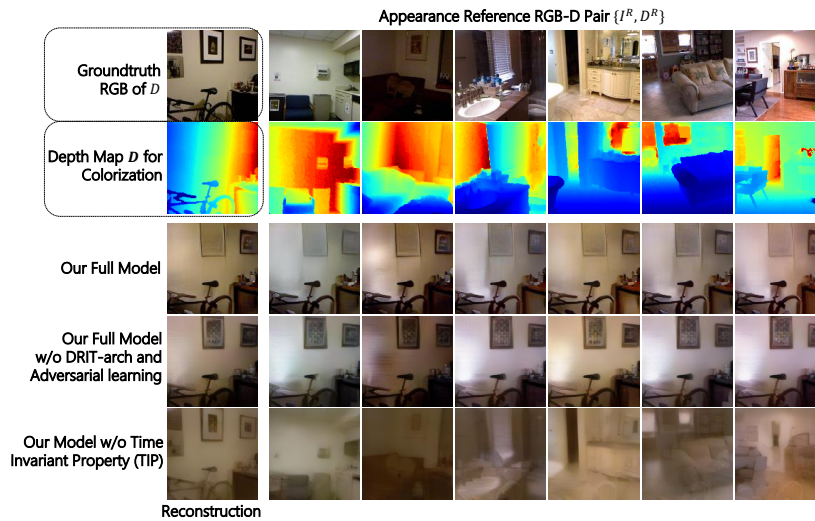 Appearance Reference RGB-D Pair {I^R, D^R}
Groundtruth
RGB of D
Depth Map D for
Colorization
Our Full Model
Our Full Model
w/o DRIT-arch and
Adversarial learning
Our Model w/o Time
Invariant Property (TIP)
Reconstruction